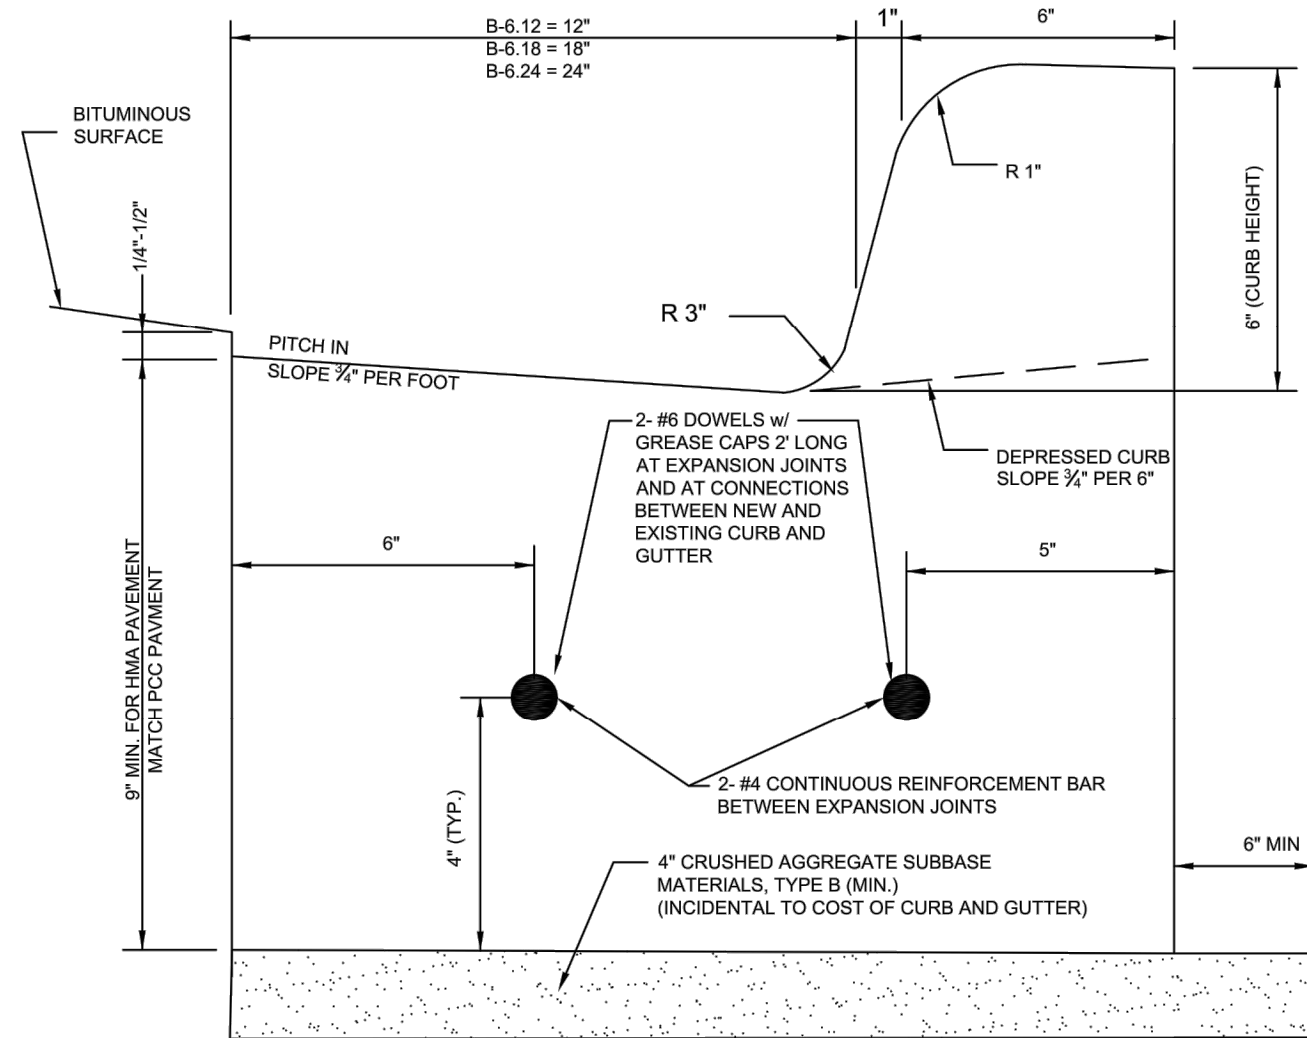 B-6.12 = 12"
B-6.18 = 18"
B-6.24 = 24"
1"
6"
BITUMINOUS
SURFACE
1/4"-1/2"
R 1"
6" (CURB HEIGHT)
R 3"
PITCH IN
SLOPE ¾" PER FOOT
2- #6 DOWELS w/
GREASE CAPS 2' LONG
AT EXPANSION JOINTS
AND AT CONNECTIONS
BETWEEN NEW AND
EXISTING CURB AND
GUTTER
DEPRESSED CURB
SLOPE ¾" PER 6"
6"
5"
9" MIN. FOR HMA PAVEMENT
MATCH PCC PAVMENT
4" (TYP.)
2- #4 CONTINUOUS REINFORCEMENT BAR
BETWEEN EXPANSION JOINTS
6" MIN
4" CRUSHED AGGREGATE SUBBASE
MATERIALS, TYPE B (MIN.)
(INCIDENTAL TO COST OF CURB AND GUTTER)